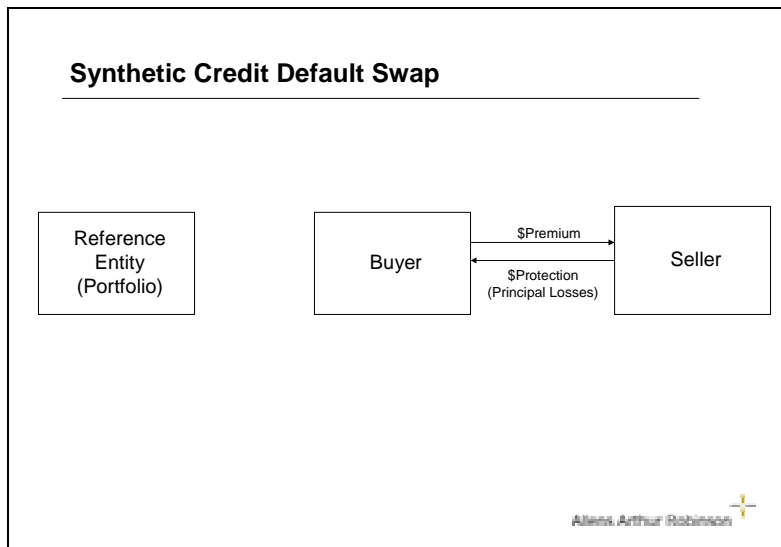 Synthetic Credit Default Swap
Reference
Entity
(Portfolio)
Buyer
$Premium
$Protection
(Principal Losses)
Seller
Allens Arthur Robinson